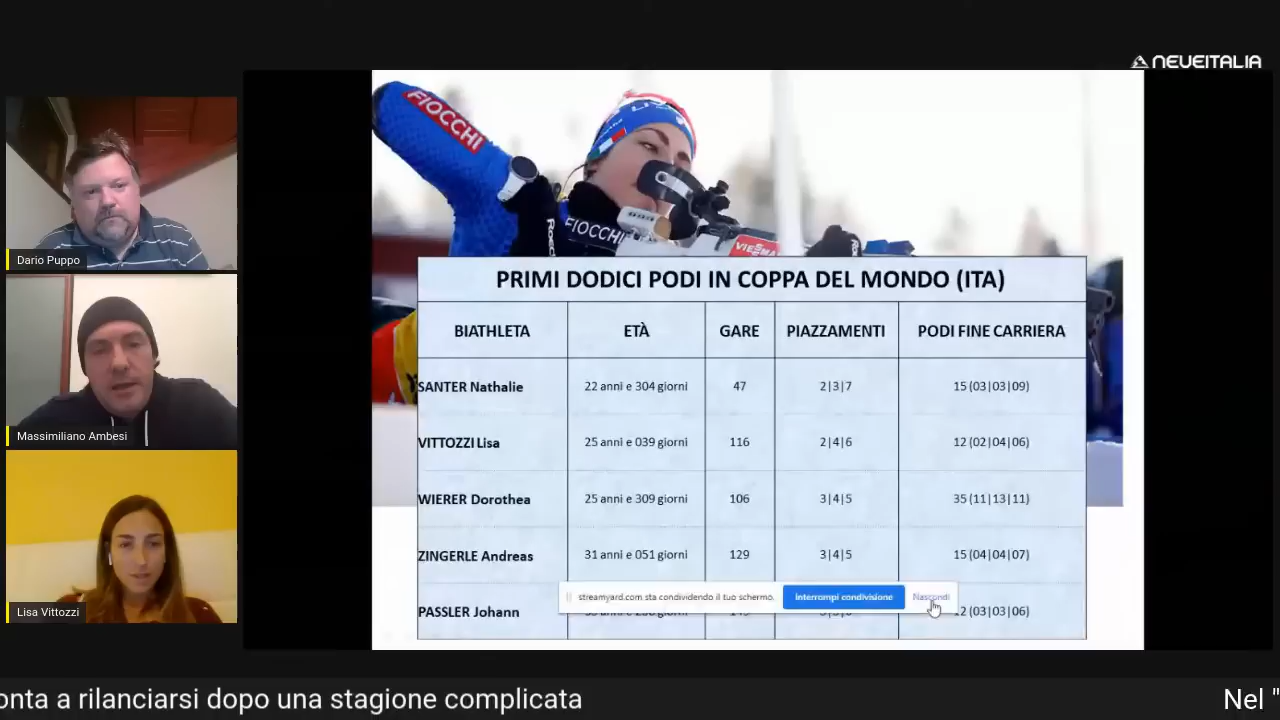 NEVEITALIA
FIOCCHI
FIOCCHI
VIESMA
Dario Puppo
Massimiliano Ambesi
Lisa Vittozzi
PRIMI DODICI PODI IN COPPA DEL MONDO (ITA)
BIATHLETA ETÀ GARE PIAZZAMENTI PODI FINE CARRIERA
SANTER Nathalie 22 anni e 304 giorni 47 2|3|7 15 (03|03|09)
VITTOZZI Lisa 25 anni e 039 giorni 116 2|4|6 12 (02|04|06)
WIERER Dorothea 25 anni e 309 giorni 106 3|4|5 35 (11|13|11)
ZINGERLE Andreas 31 anni e 051 giorni 129 3|4|5 15 (04|04|07)
streamyard.com sta condividendo il tuo schermo. Interrompi condivisione Nascondi
PASSLER Johann 12 (03|03|06)
onta a rilanciarsi dopo una stagione complicata
Nel "